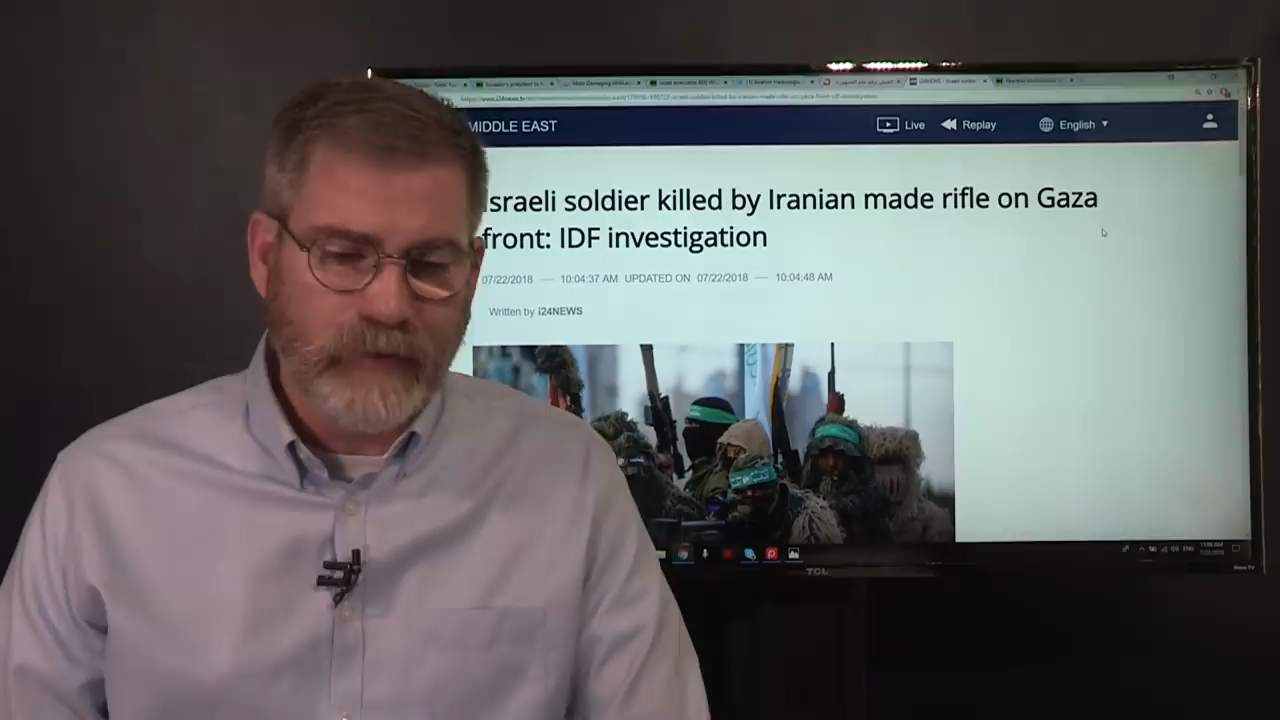 MIDDLE EAST
Live
Replay
English
Israeli soldier killed by Iranian made rifle on Gaza
front: IDF investigation
07/22/2018 — 10:04:37 AM UPDATED ON 07/22/2018 — 10:04:48 AM
Written by i24NEWS
TCL